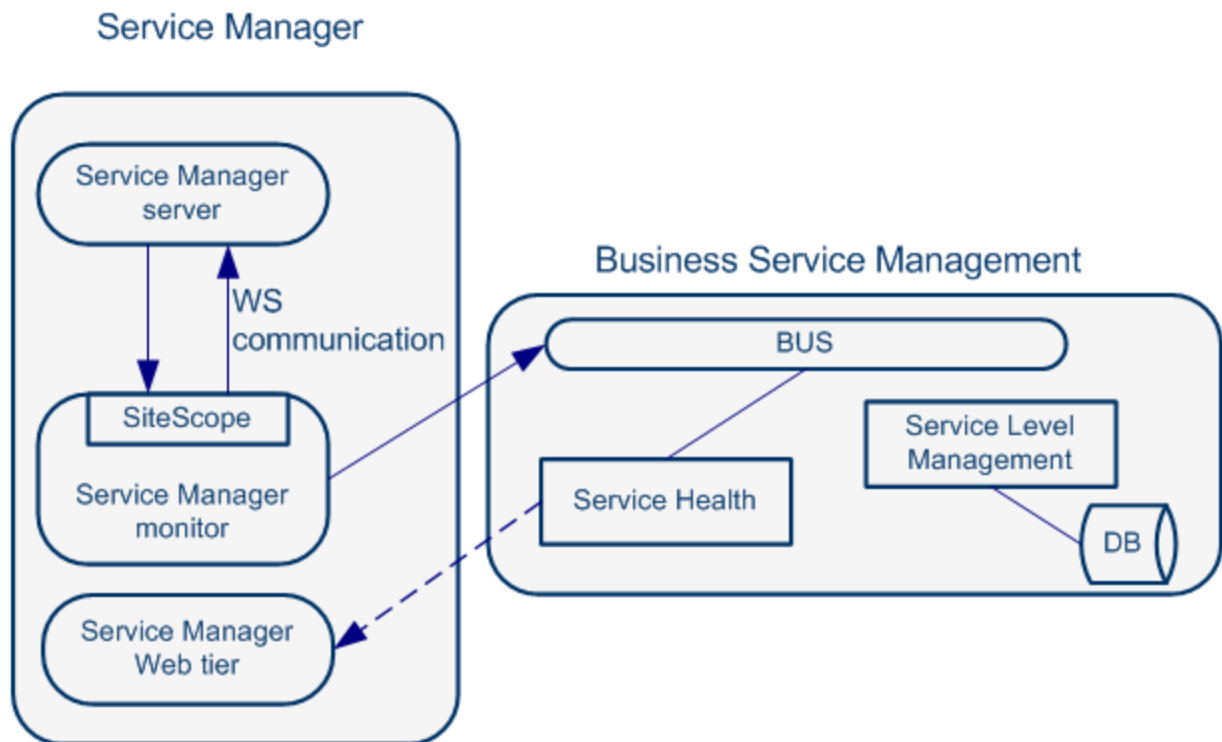 Service Manager
Service Manager
server
WS
communication
SiteScope
Service Manager
monitor
Service Manager
Web tier
Business Service Management
BUS
Service Level
Management
Service Health
DB